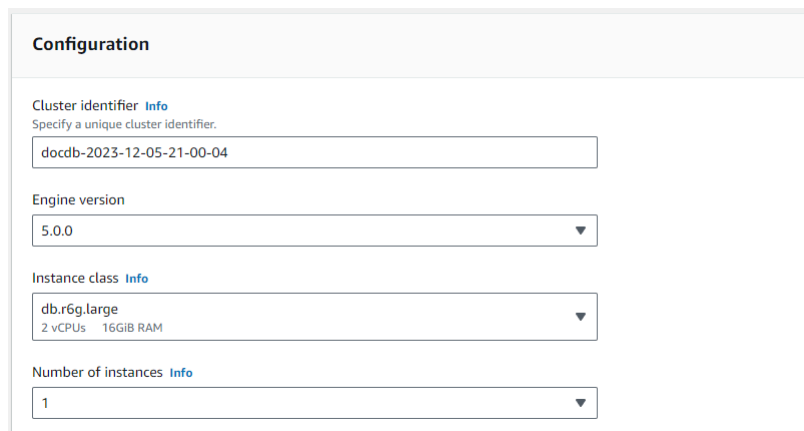 Configuration
Cluster identifier Info
Specify a unique cluster identifier.
docdb-2023-12-05-21-00-04
Engine version
5.0.0
Instance class Info
db.r6g.large
2 vCPUs 16GiB RAM
Number of instances Info
1